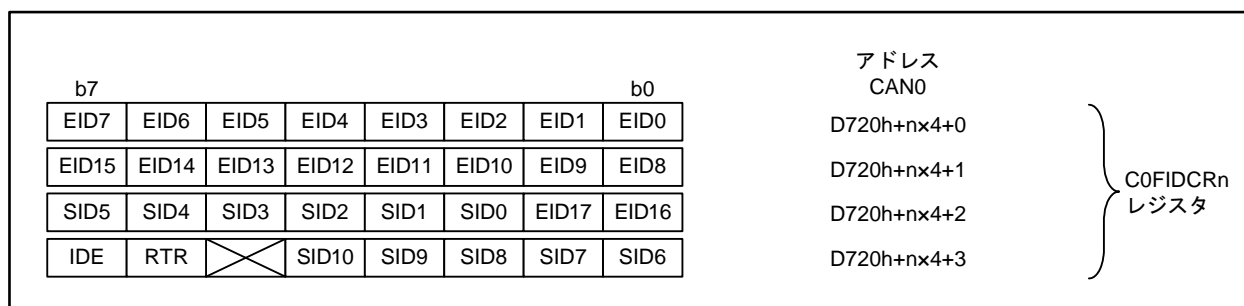 アドレス
b7 b0 CAN0
EID7 EID6 EID5 EID4 EID3 EID2 EID1 EID0 D720h+n×4+0
EID15 EID14 EID13 EID12 EID11 EID10 EID9 EID8 D720h+n×4+1
C0FIDCRn
SID5 SID4 SID3 SID2 SID1 SID0 EID17 EID16 D720h+n×4+2
レジスタ
IDE RTR SID10 SID9 SID8 SID7 SID6 D720h+n×4+3